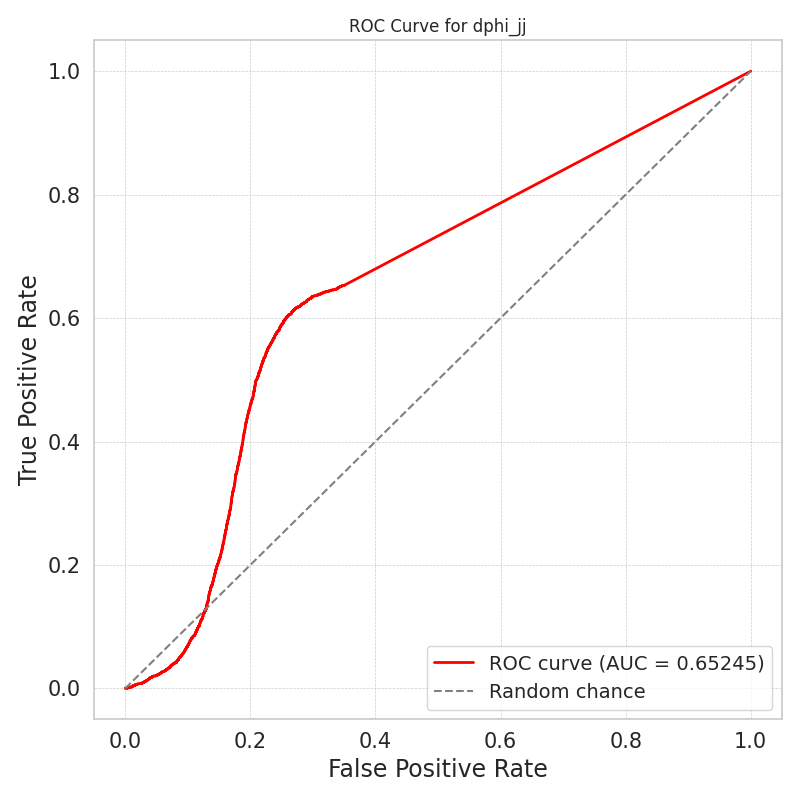 ROC Curve for dphi_jj
1.0
0.8
0.6
0.4
0.2
0.0
True Positive Rate
0.0 0.2 0.4 0.6 0.8 1.0
False Positive Rate
ROC curve (AUC = 0.65245)
Random chance